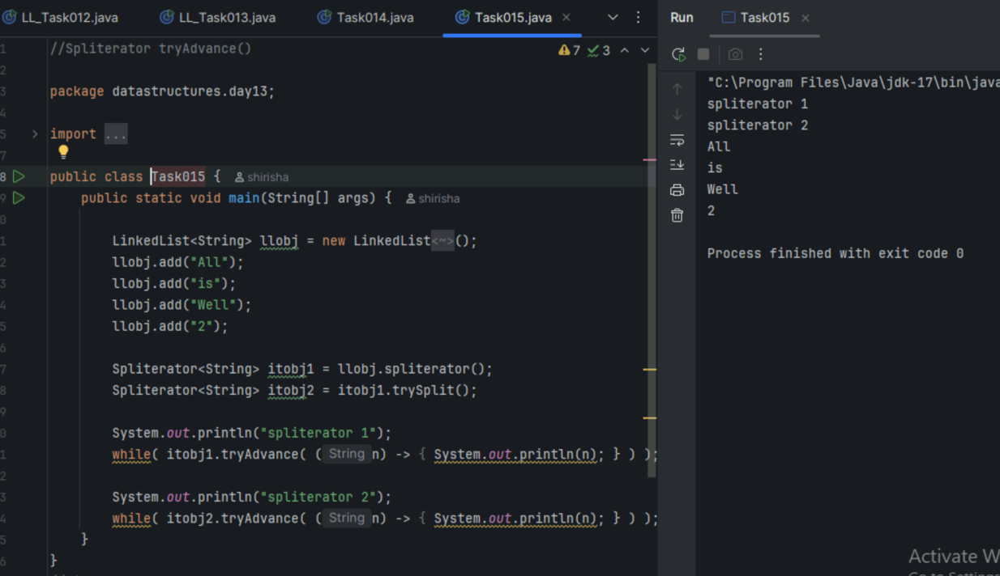 LL_Task012.java LL_Task013.java Task014.java Task015.java
//Spliterator tryAdvance()
7 3
package datastructures.day13;
import ...
public class Task015 { shirisha
public static void main(String[] args) { shirisha
LinkedList<String> llobj = new LinkedList<~>();
llobj.add("All");
llobj.add("is");
llobj.add("Well");
llobj.add("2");
Spliterator<String> itobj1 = llobj.spliterator();
Spliterator<String> itobj2 = itobj1.trySplit();
System.out.println("spliterator 1");
while( itobj1.tryAdvance( ( String n) -> { System.out.println(n); } ) );
System.out.println("spliterator 2");
while( itobj2.tryAdvance( ( String n) -> { System.out.println(n); } ) );
}
}
Run Task015
"C:\Program Files\Java\jdk-17\bin\java
spliterator 1
spliterator 2
All
is
Well
2
Process finished with exit code 0
Activate W